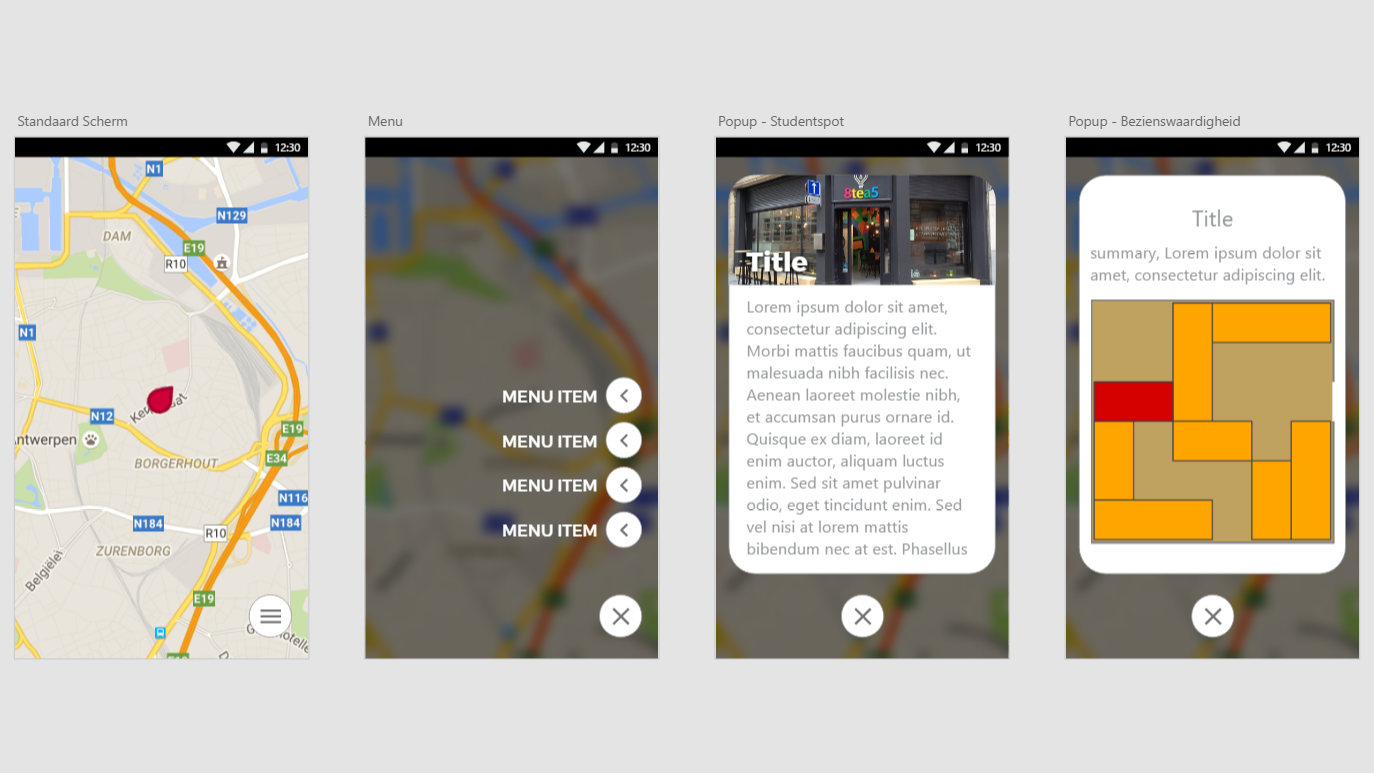 Standaard Scherm
12:30
N1
N129
DAM
E19
R10
N1
Ke
at
N12
ntwerpen
E19
BORGERHOUT
E34
N116
N184
N184
R10
ZURENBORG
Belgiëlei
E19
Menu
12:30
MENU ITEM
MENU ITEM
MENU ITEM
MENU ITEM
Popup - Studentspot
12:30
8tea5
Title
Lorem ipsum dolor sit amet,
consectetur adipiscing elit.
Morbi mattis faucibus quam, ut
malesuada nibh facilisis nec.
Aenean laoreet molestie nibh,
et accumsan purus ornare id.
Quisque ex diam, laoreet id
enim auctor, aliquam luctus
enim. Sed sit amet pulvinar
odio, eget tincidunt enim. Sed
vel nisi at lorem mattis
bibendum nec at est. Phasellus
Popup - Bezienswaardigheid
12:30
Title
summary, Lorem ipsum dolor sit
amet, consectetur adipiscing elit.